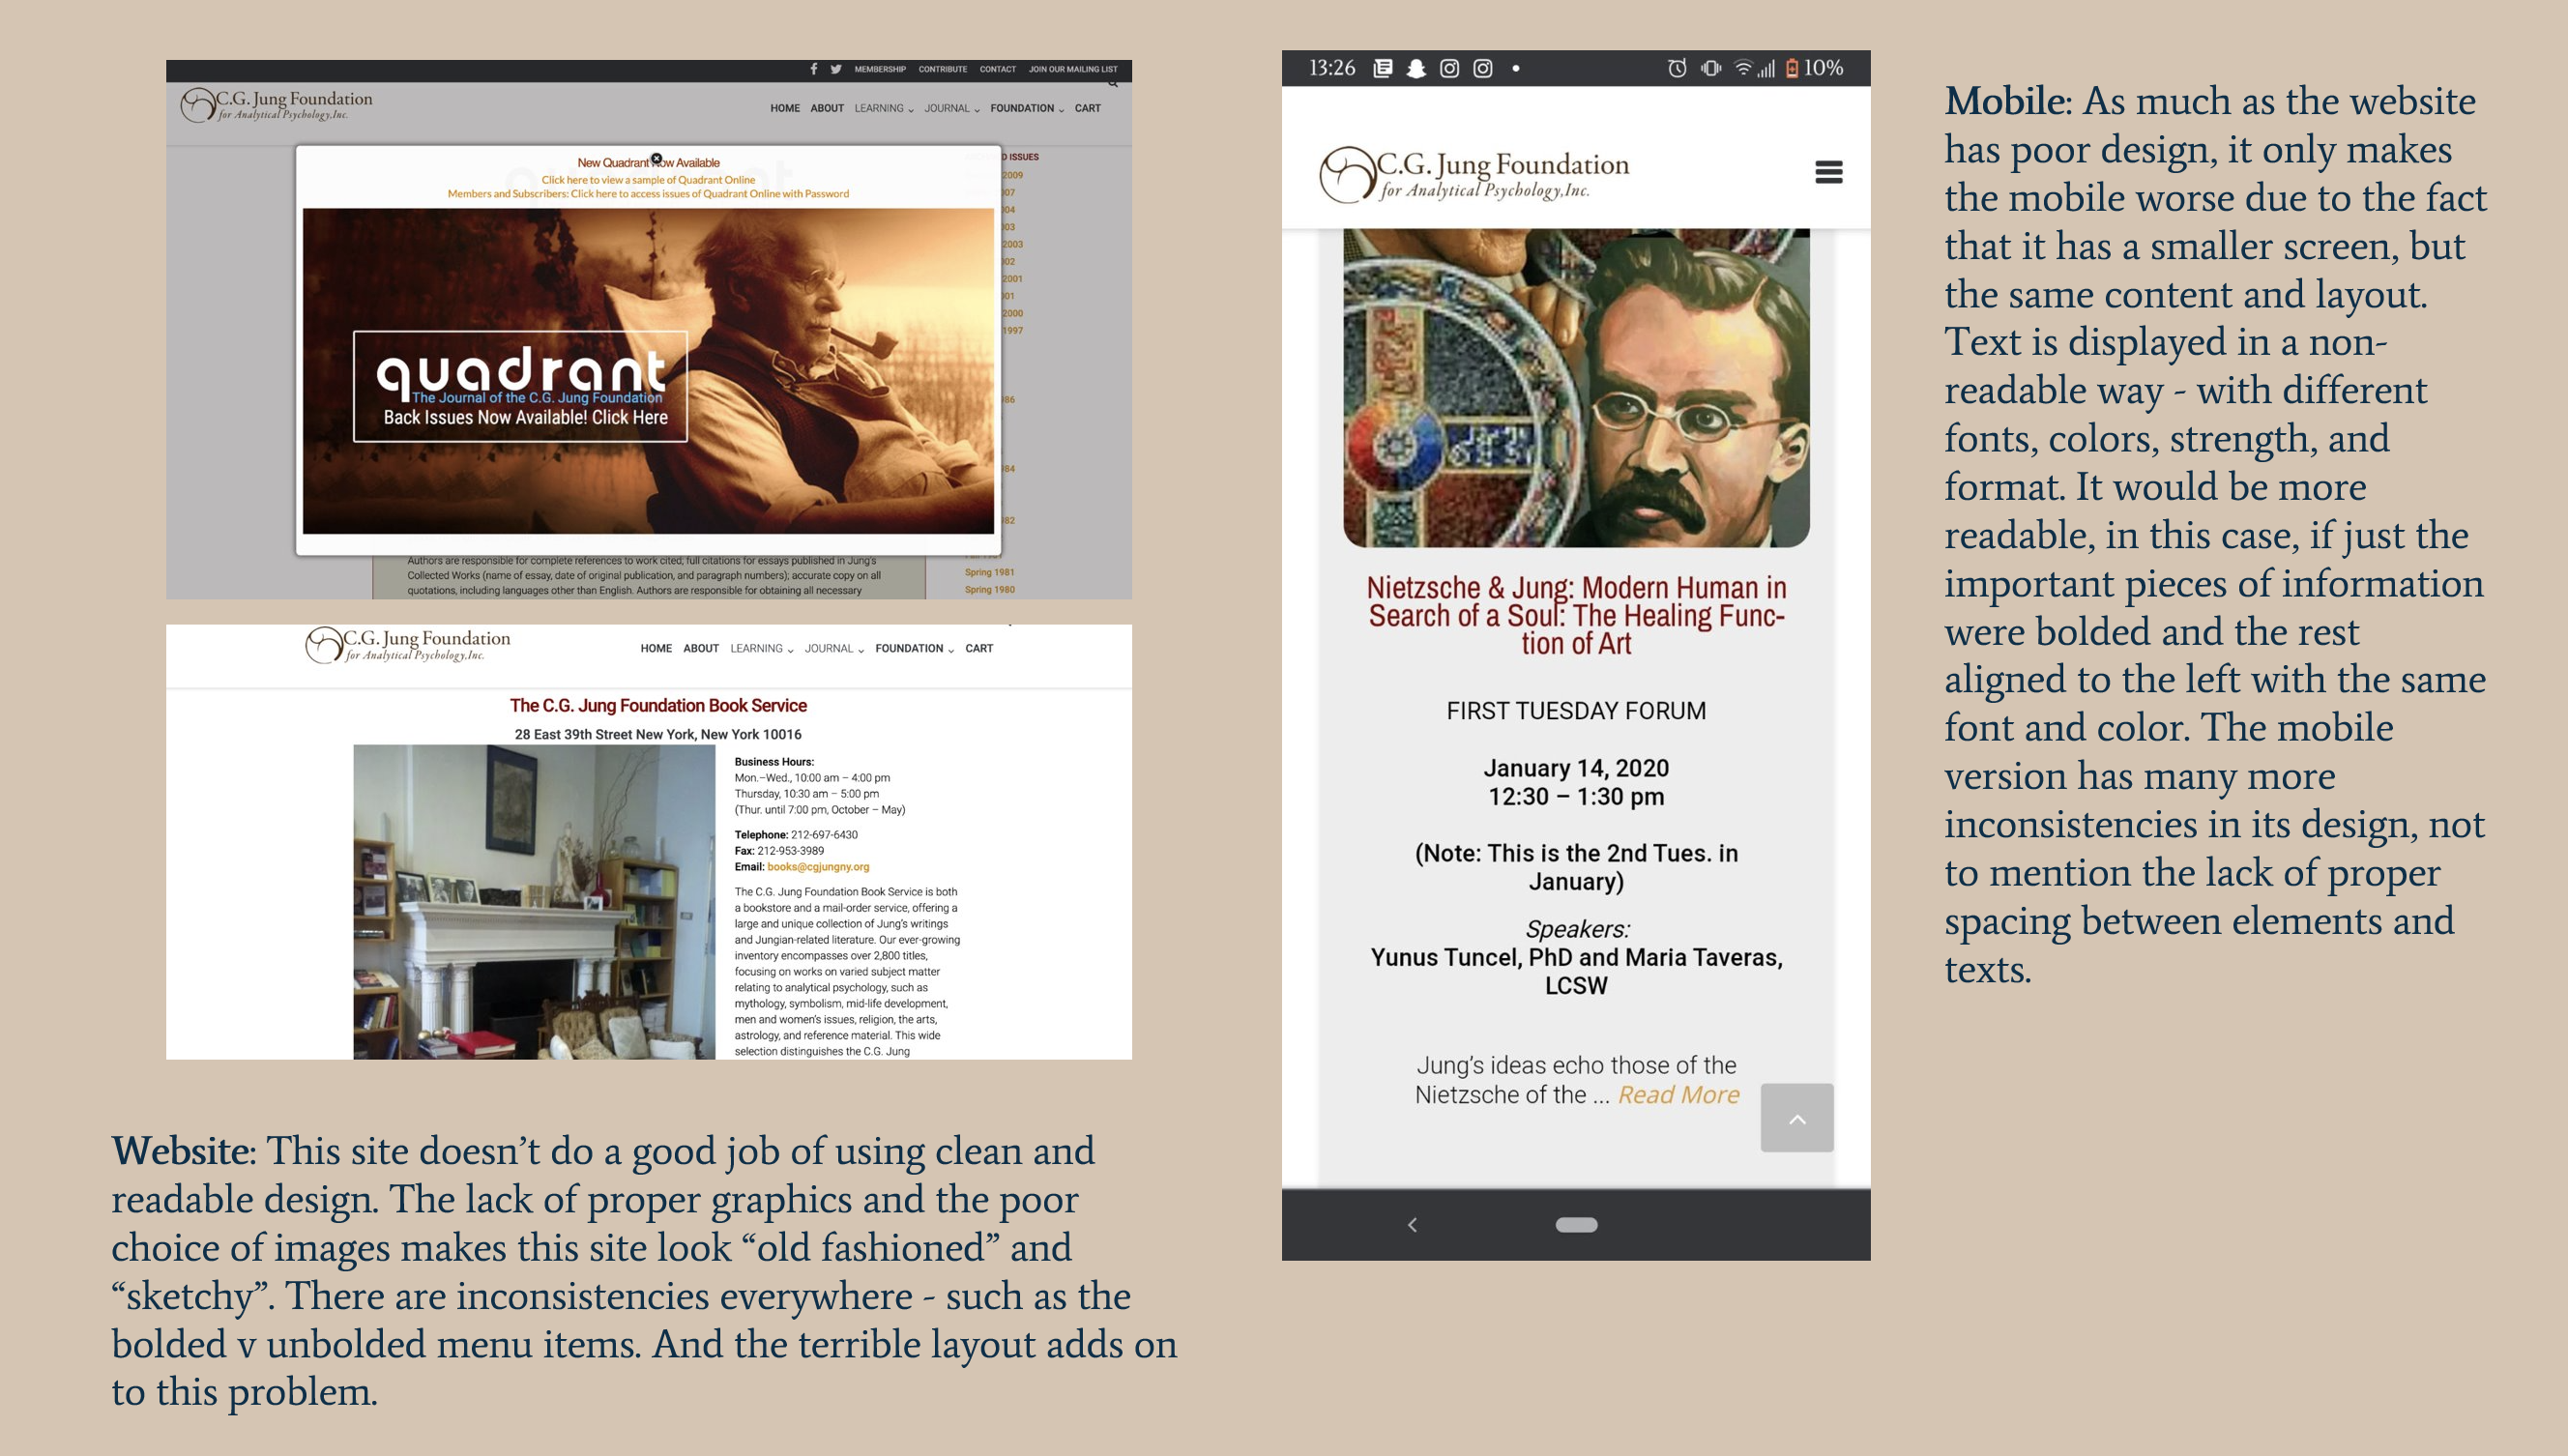 MEMBERSHIP CONTRIBUTE CONTACT JOIN OUR MAILING LIST
C.G. Jung Foundation
for Analytical Psychology,Inc.
HOME ABOUT LEARNING JOURNAL FOUNDATION CART
New Quadrant Now Available
Click here to view a sample of Quadrant Online
Members and Subscribers: Click here to access issues of Quadrant Online with Password
quadrant
The Journal of the C.G. Jung Foundation
Back Issues Now Available! Click Here
ISSUES
2009
2003
2001
2000
1997
Authors are responsible for complete references to work cited; full citations for essays published in Jung's
Collected Works (name of essay, date of original publication, and paragraph numbers); accurate copy on all
quotations, including languages other than English. Authors are responsible for obtaining all necessary
Spring 1981
Spring 1980
C.G. Jung Foundation
for Analytical Psychology,Inc.
HOME ABOUT LEARNING JOURNAL FOUNDATION CART
The C.G. Jung Foundation Book Service
28 East 39th Street New York, New York 10016
Business Hours:
Mon.–Wed., 10:00 am – 4:00 pm
Thursday, 10:30 am – 5:00 pm
(Thur. until 7:00 pm, October – May)
Telephone: 212-697-6430
Fax: 212-953-3989
Email: books@cgjungny.org
The C.G. Jung Foundation Book Service is both
a bookstore and a mail-order service, offering a
large and unique collection of Jung's writings
and Jungian-related literature. Our ever-growing
inventory encompasses over 2,800 titles,
focusing on works on varied subject matter
relating to analytical psychology, such as
mythology, symbolism, mid-life development,
men and women's issues, religion, the arts,
astrology, and reference material. This wide
selection distinguishes the C.G. Jung
Website: This site doesn't do a good job of using clean and
readable design. The lack of proper graphics and the poor
choice of images makes this site look “old fashioned” and
“sketchy”. There are inconsistencies everywhere - such as the
bolded v unbolded menu items. And the terrible layout adds on
to this problem.
13:26 10%
C.G. Jung Foundation
for Analytical Psychology,Inc.
Nietzsche & Jung: Modern Human in
Search of a Soul: The Healing Func-
tion of Art
FIRST TUESDAY FORUM
January 14, 2020
12:30 – 1:30 pm
(Note: This is the 2nd Tues. in
January)
Speakers:
Yunus Tuncel, PhD and Maria Taveras,
LCSW
Jung's ideas echo those of the
Nietzsche of the ... Read More
Mobile: As much as the website
has poor design, it only makes
the mobile worse due to the fact
that it has a smaller screen, but
the same content and layout.
Text is displayed in a non-
readable way - with different
fonts, colors, strength, and
format. It would be more
readable, in this case, if just the
important pieces of information
were bolded and the rest
aligned to the left with the same
font and color. The mobile
version has many more
inconsistencies in its design, not
to mention the lack of proper
spacing between elements and
texts.